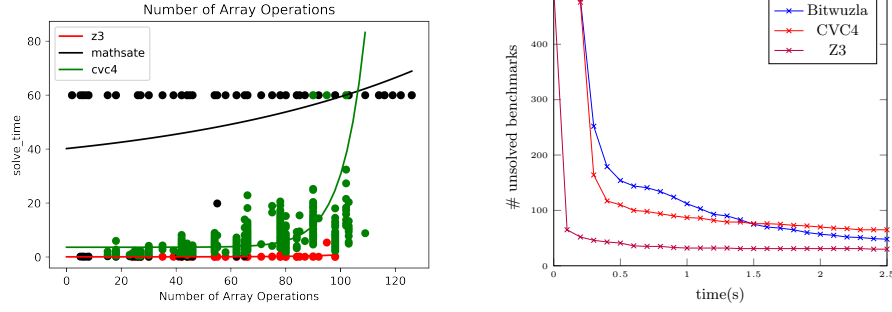 Number of Array Operations
z3
mathsate
cvc4
80
60
40
20
0
solve_time
0 20 40 60 80 100 120
Number of Array Operations
Bitwuzla
CVC4
Z3
400
300
200
100
0
# unsolved benchmarks
0 0.5 1 1.5 2 2.5
time(s)